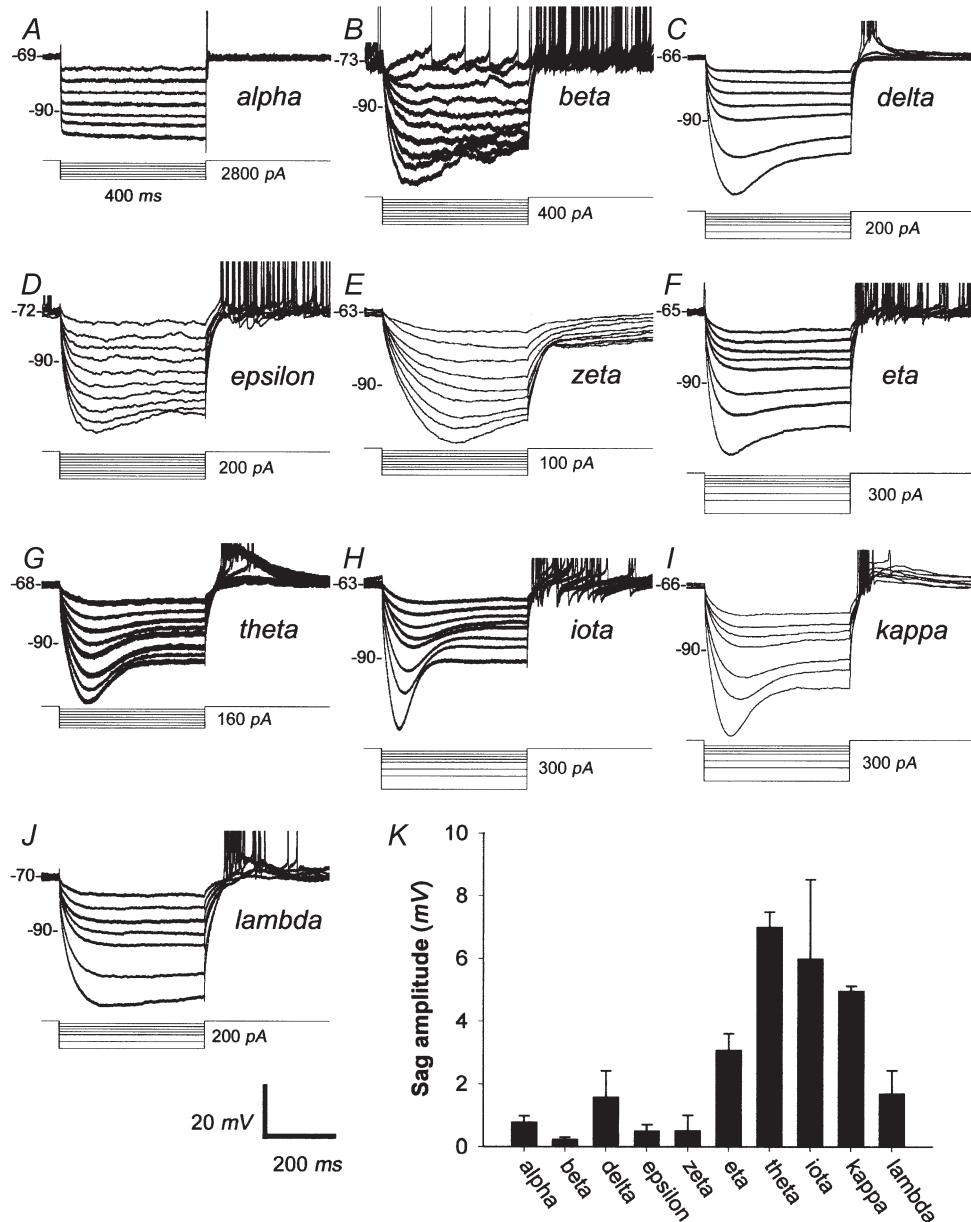 A
-69-
-90-
alpha
2800 pA
400 ms
B
-73-
-90-
beta
400 pA
C
-66-
-90-
delta
200 pA
D
-72-
-90-
epsilon
200 pA
E
-63-
-90-
zeta
100 pA
F
-65-
-90-
eta
300 pA
G
-68-
-90-
theta
160 pA
H
-63-
-90-
iota
300 pA
I
-66-
-90-
kappa
300 pA
J
-70-
-90-
lambda
200 pA
20 mV
200 ms
K
Sag amplitude (mV)
10
8
6
4
2
0
alpha
beta
delta
epsilon
zeta
eta
theta
iota
kappa
lambda